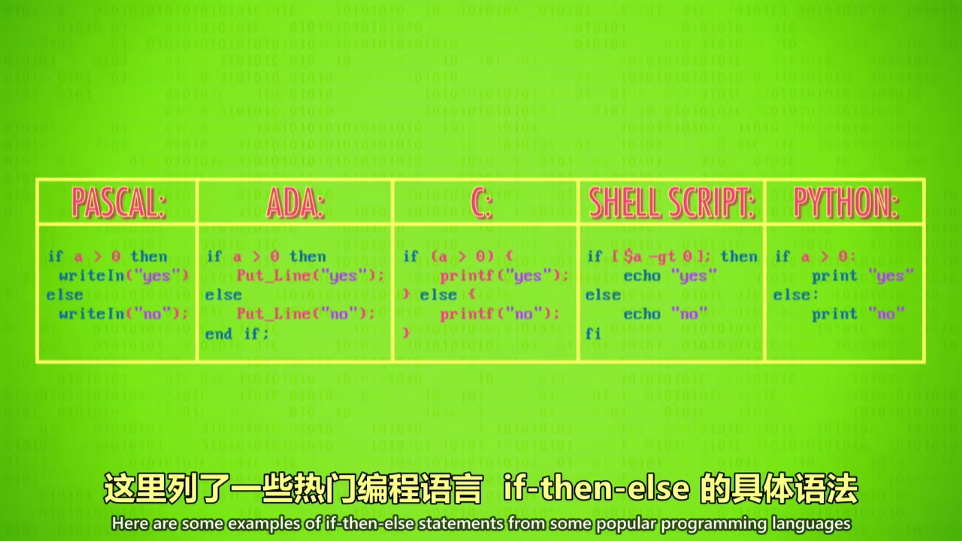 PASCAL:
if a > 0 then
writeIn("yes")
else
writeIn("no");
ADA:
if a > 0 then
Put_Line("yes");
else
Put_Line("no");
end if;
C:
if (a > 0) {
printf("yes");
} else {
printf("no");
}
SHELL SCRIPT:
if [ $a -gt 0 ]; then
echo "yes"
else
echo "no"
fi
PYTHON:
if a > 0:
print "yes"
else:
print "no"
这里列了一些热门编程语言 if-then-else 的具体语法
Here are some examples of if-then-else statements from some popular programming languages